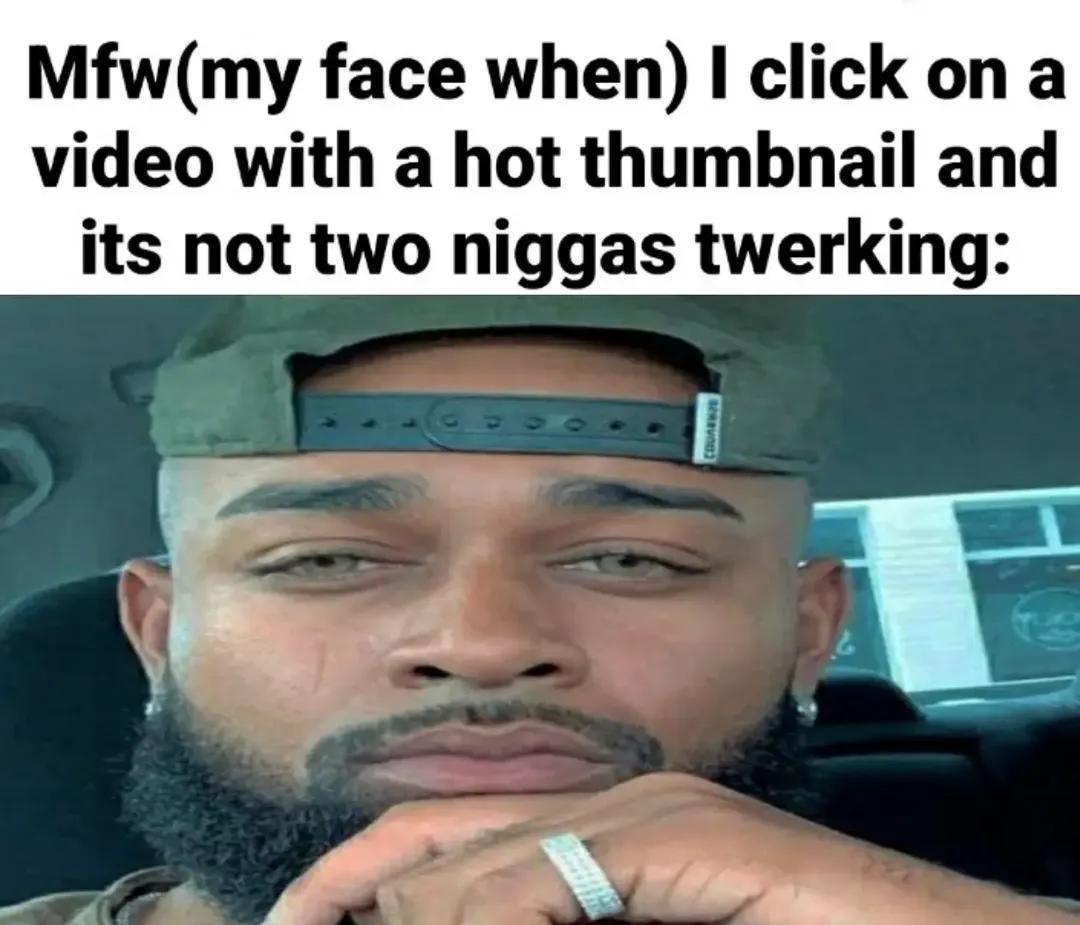 Mfw(my face when) I click on a
video with a hot thumbnail and
its not two niggas twerking: